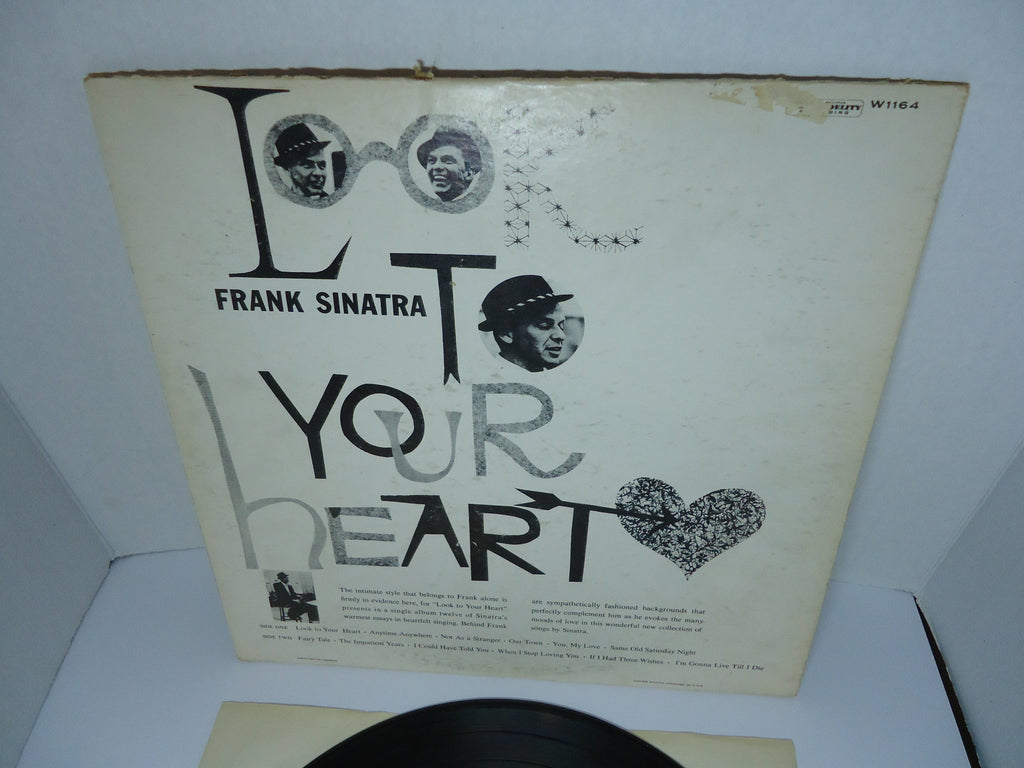 W1164
LOOK
FRANK SINATRA
TO
YOUR
hEART
The intimate style that belongs to Frank alone is
firmly in evidence here, for "Look to Your Heart"
presents in a single album twelve of Sinatra's
warmest essays in heartfelt singing. Behind Frank
are sympathetically fashioned backgrounds that
perfectly complement him as he evokes the many
moods of love in this wonderful new collection of
songs by Sinatra.
SIDE ONE Look to Your Heart - Anytime Anywhere - Not As a Stranger - Our Town - You, My Love - Same Old Saturday Night
SIDE TWO Fairy Tale - The Impatient Years - I Could Have Told You - When I Stop Loving You - If I Had Three Wishes - I'm Gonna Live Till I Die